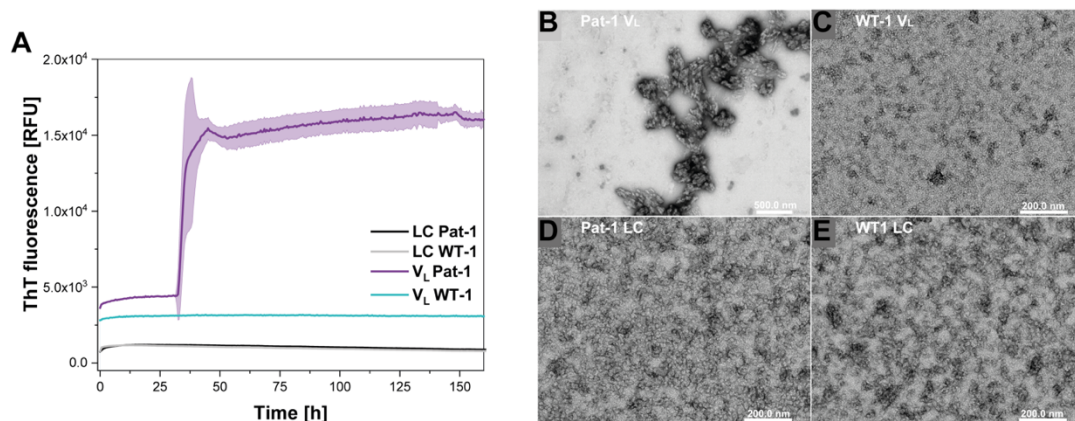 A
2.0x10⁴
1.5x10⁴
1.0x10⁴
5.0x10³
0.0
ThT fluorescence [RFU]
LC Pat-1
LC WT-1
V_L Pat-1
V_L WT-1
0 25 50 75 100 125 150
Time [h]
B Pat-1 V_L
500.0 nm
C WT-1 V_L
200.0 nm
D Pat-1 LC
200.0 nm
E WT1 LC
200.0 nm